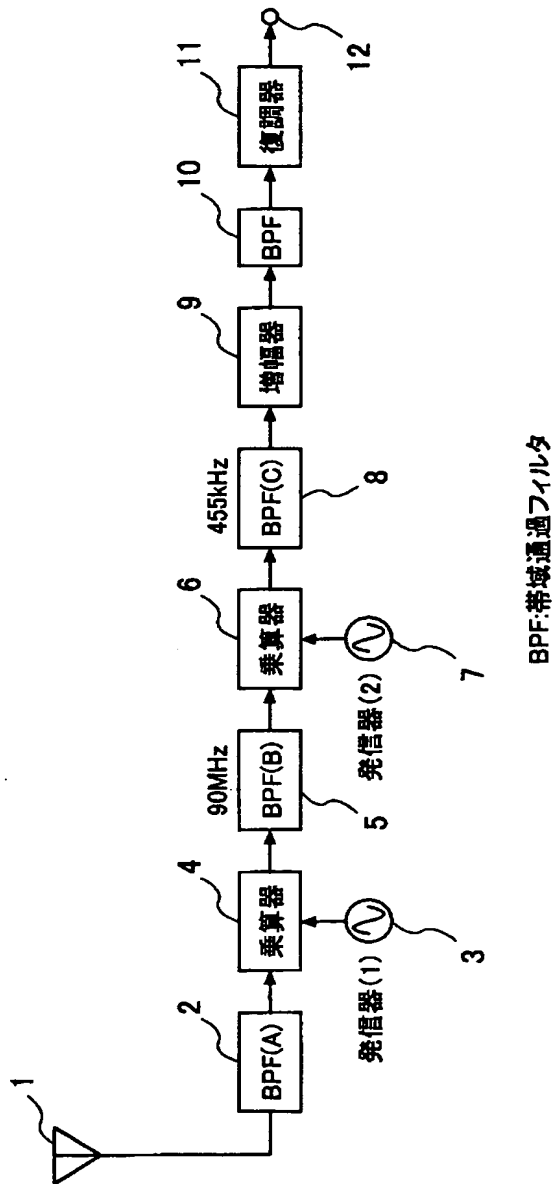 1
2
BPF(A)
発信器(1)
3
4
乗算器
90MHz
BPF(B)
5
6
乗算器
発信器(2)
7
455kHz
BPF(C)
8
9
増幅器
10
BPF
11
復調器
12
BPF:帯域通過フィルタ